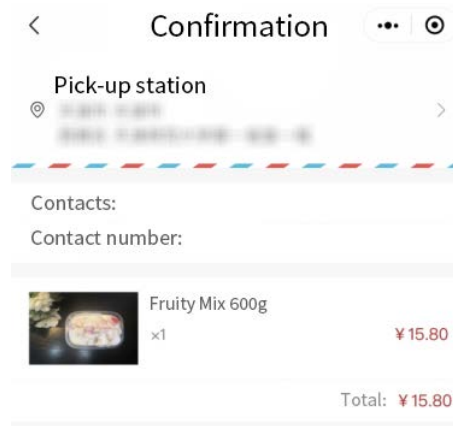 Confirmation
Pick-up station
Contacts:
Contact number:
Fruity Mix 600g
×1
¥15.80
Total: ¥15.80